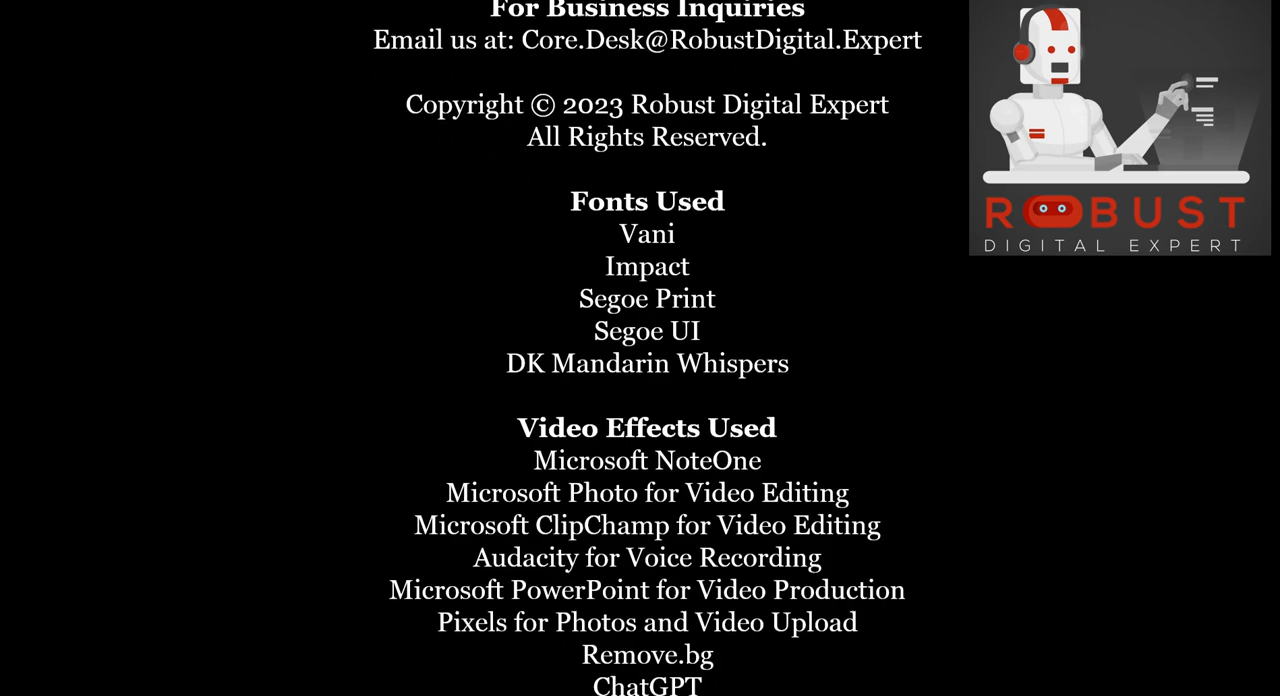 For Business Inquiries
Email us at: Core.Desk@RobustDigital.Expert
Copyright © 2023 Robust Digital Expert
All Rights Reserved.
Fonts Used
Vani
Impact
Segoe Print
Segoe UI
DK Mandarin Whispers
Video Effects Used
Microsoft NoteOne
Microsoft Photo for Video Editing
Microsoft ClipChamp for Video Editing
Audacity for Voice Recording
Microsoft PowerPoint for Video Production
Pixels for Photos and Video Upload
Remove.bg
ChatGPT
ROBUST
DIGITAL EXPERT